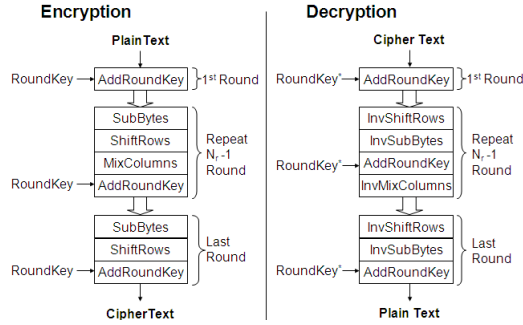 Encryption
PlainText
RoundKey
AddRoundKey
1st Round
SubBytes
ShiftRows
MixColumns
RoundKey
AddRoundKey
Repeat
Nr-1
Round
SubBytes
ShiftRows
RoundKey
AddRoundKey
Last
Round
CipherText
Decryption
Cipher Text
RoundKey*
AddRoundKey
1st Round
InvShiftRows
InvSubBytes
RoundKey*
AddRoundKey
InvMixColumns
Repeat
Nr-1
Round
InvShiftRows
InvSubBytes
RoundKey*
AddRoundKey
Last
Round
Plain Text